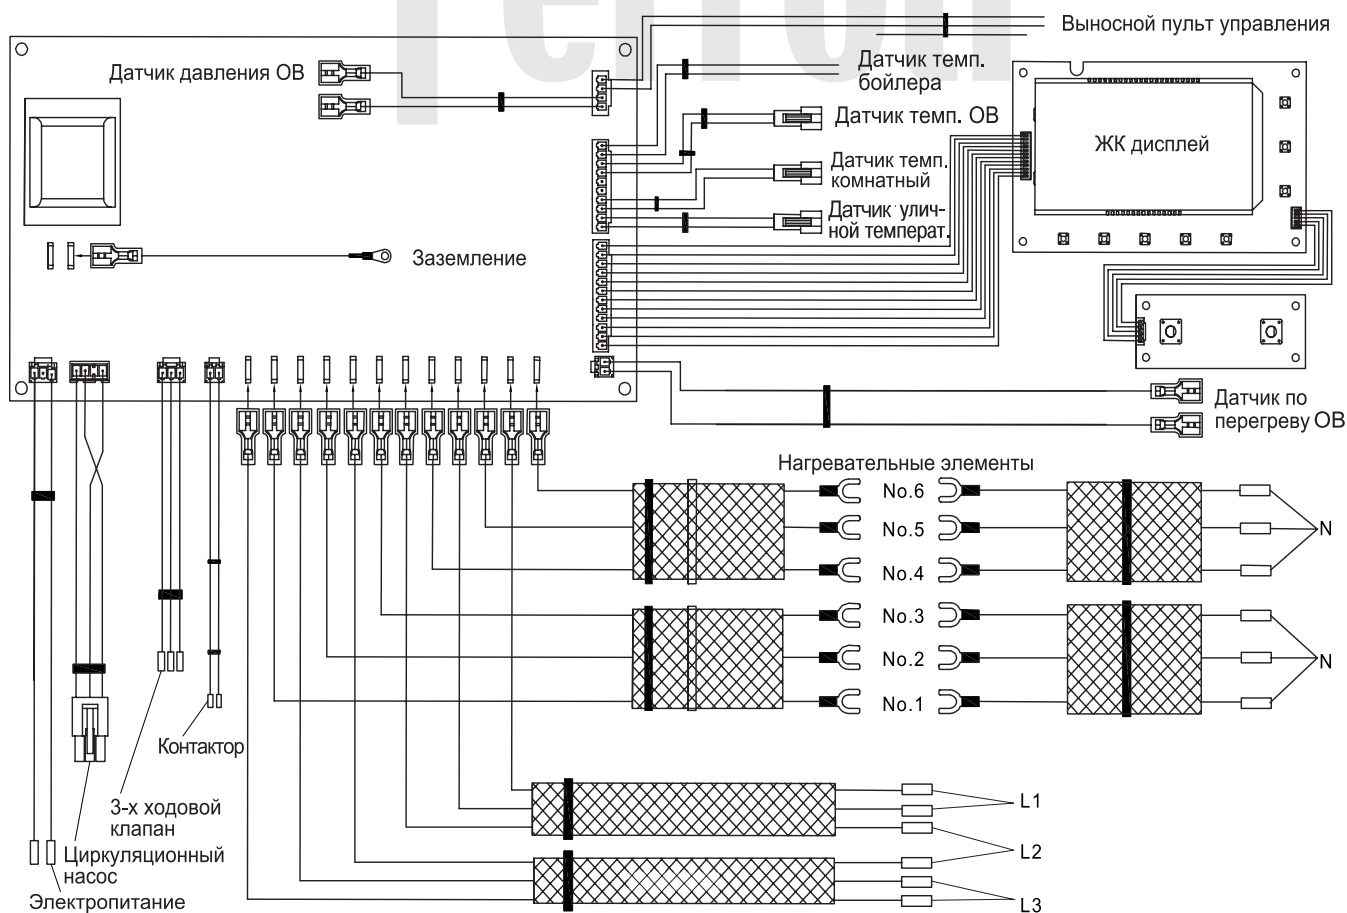 Выносной пульт управления
Датчик давления ОВ
Датчик темп.
бойлера
Датчик темп. ОВ
ЖК дисплей
Датчик темп.
комнатный
Датчик улич-
ной температ.
Заземление
Датчик по
перегреву ОВ
Нагревательные элементы
No.6
No.5
N
No.4
No.3
No.2
N
No.1
Контактор
3-х ходовой
клапан
L1
Циркуляционный
насос
L2
Электропитание
L3